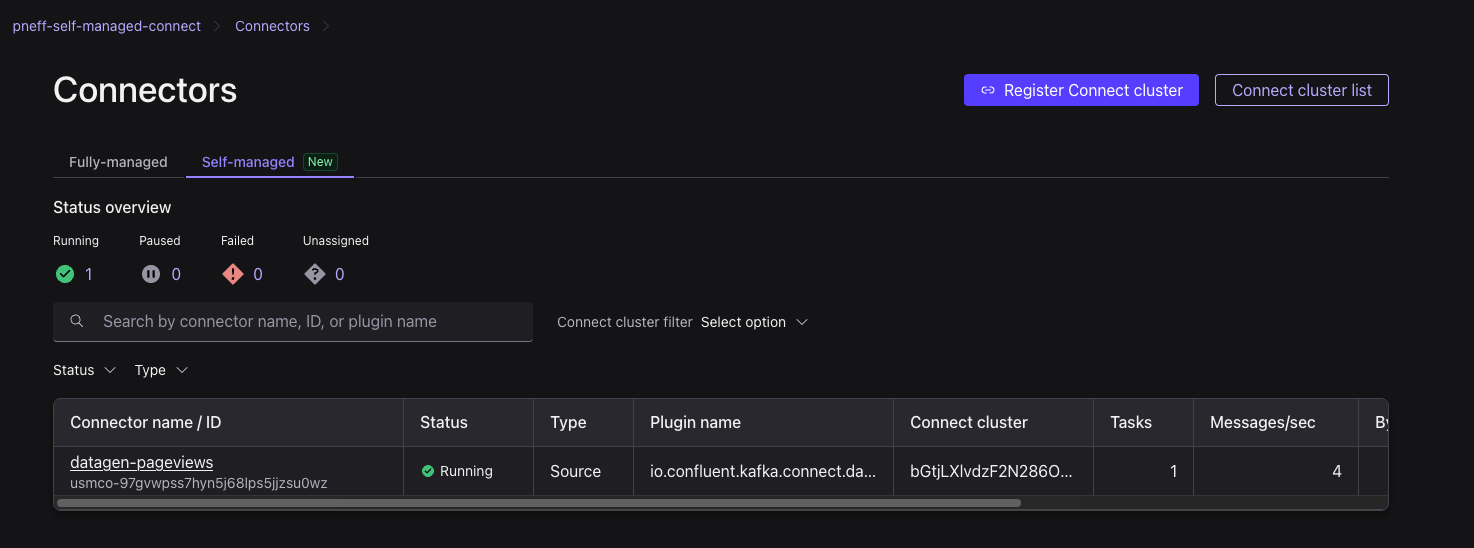 pneff-self-managed-connect Connectors
Connectors
Register Connect cluster Connect cluster list
Fully-managed Self-managed New
Status overview
Running Paused Failed Unassigned
1 0 0 0
Search by connector name, ID, or plugin name Connect cluster filter Select option
Status Type
Connector name / ID Status Type Plugin name Connect cluster Tasks Messages/sec
datagen-pageviews Running Source io.confluent.kafka.connect.da... bGtjLXlvdzF2N286O... 1 4
usmco-97gvwpss7hyn5j68lps5jjzsu0wz